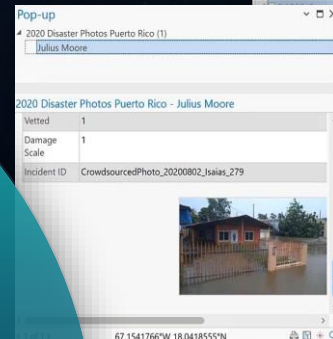 Pop-up
2020 Disaster Photos Puerto Rico (1)
Julius Moore
2020 Disaster Photos Puerto Rico - Julius Moore
Vetted 1
Damage Scale 1
Incident ID CrowdsourcedPhoto_20200802_Isaias_279
67.1541766°W 18.0418555°N